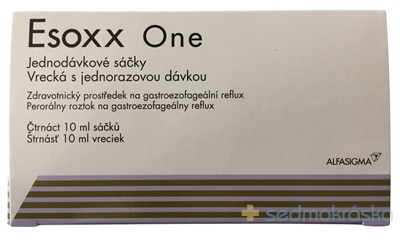 Esoxx One
Jednodávkové sáčky
Vrecká s jednorazovou dávkou
Zdravotnický prostředek na gastroezofageální reflux
Perorálny roztok na gastroezofageálny reflux
Čtrnáct 10 ml sáčků
Štrnásť 10 ml vreciek
ALFASIGMA
sedmokráska